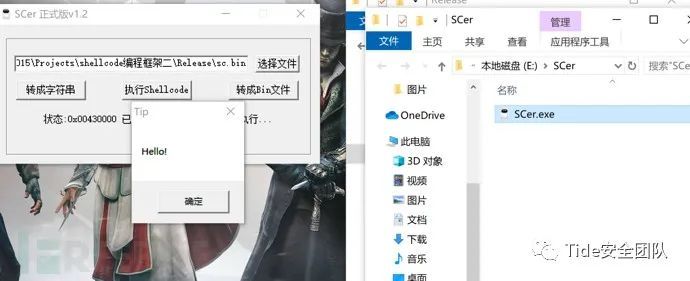 SCer 正式版v1.2
015\Projects\shellcode编程框架二\Release\sc.bin
选择文件
转成字符串
执行Shellcode
转成Bin文件
状态:0x00430000 已
执行...
Tip
Hello!
确定
Release
SCer
管理
主页
共享
查看
应用程序工具
本地磁盘 (E:) > SCer
搜索"SCe
名称
图片
OneDrive
此电脑
3D 对象
视频
图片
文档
下载
音乐
桌面
SCer.exe
Tide安全团队